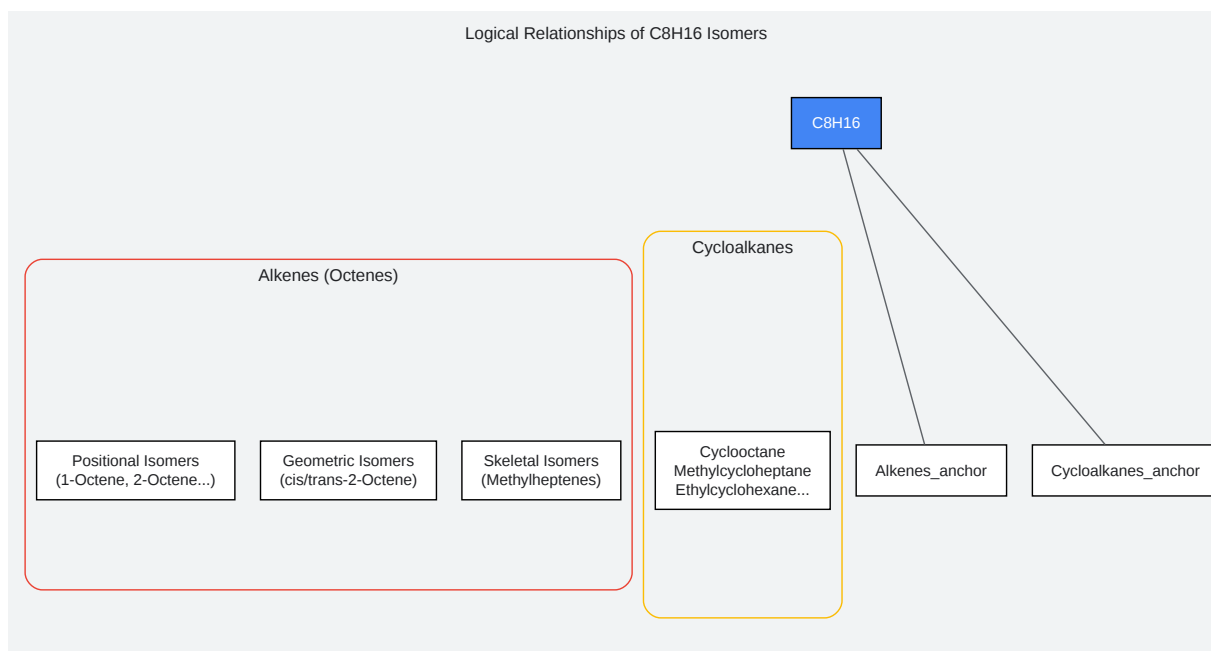 Logical Relationships of C8H16 Isomers
C8H16
Cycloalkanes
Alkenes (Octenes)
Positional Isomers
(1-Octene, 2-Octene...)
Geometric Isomers
(cis/trans-2-Octene)
Skeletal Isomers
(Methylheptenes)
Cyclooctane
Methylcycloheptane
Ethylcyclohexane...
Alkenes_anchor
Cycloalkanes_anchor